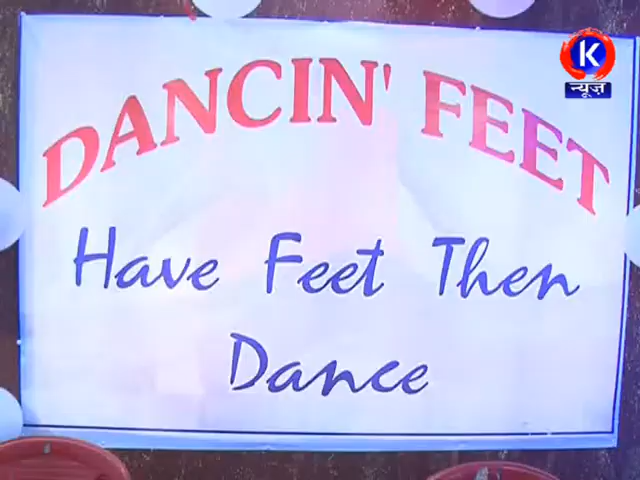 K
न्यूज़
DANCIN' FEET
Have Feet Then
Dance